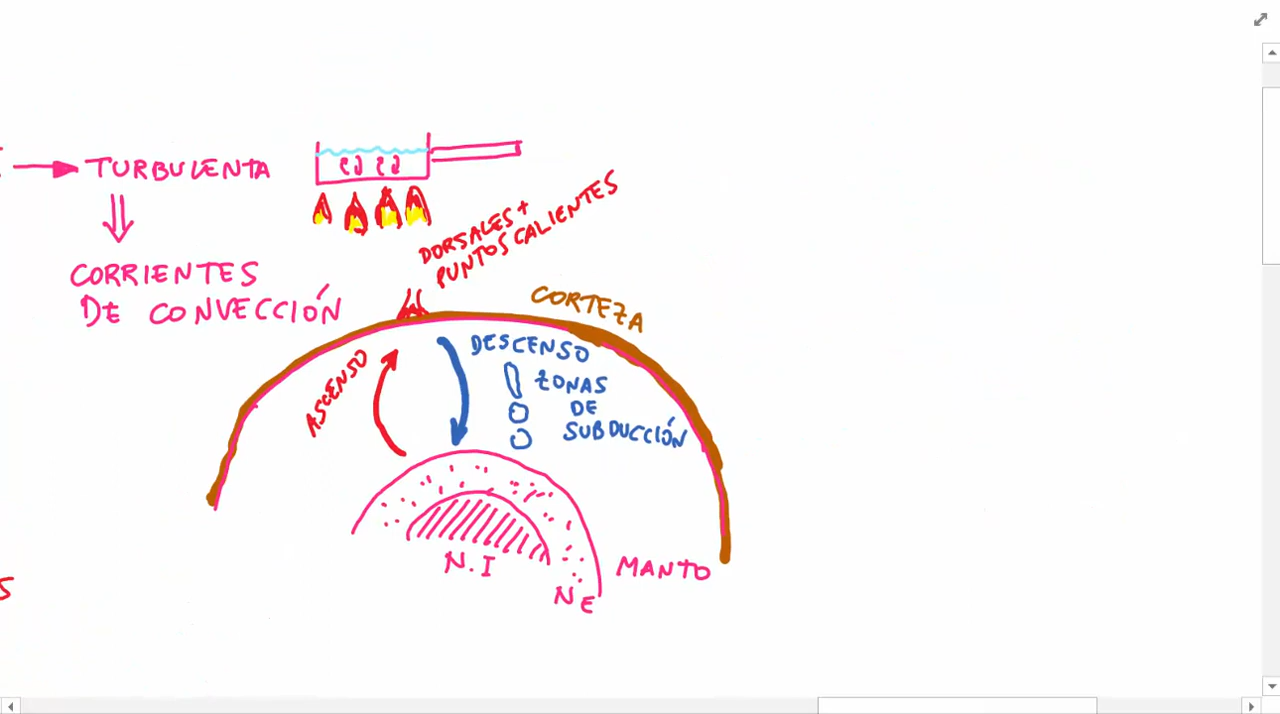 TURBULENTA
CORRIENTES
DE CONVECCIÓN
DORSALES +
PUNTOS CALIENTES
CORTEZA
ASCENSO
DESCENSO
ZONAS
DE
SUBDUCCIÓN
N.I
NE
MANTO